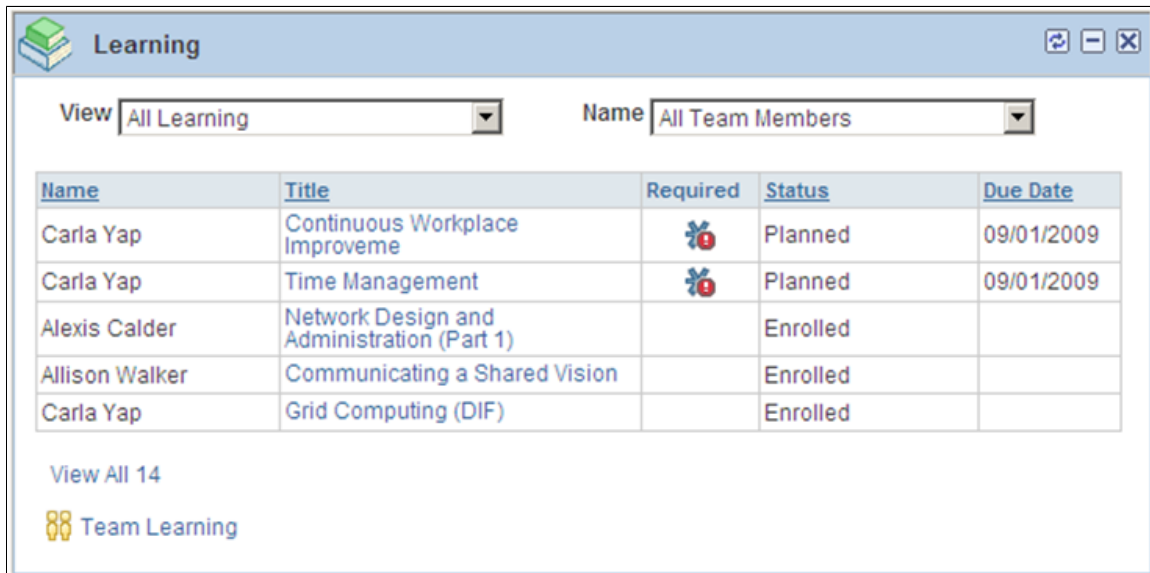 Learning
View All Learning Name All Team Members
Name Title Required Status Due Date
Carla Yap Continuous Workplace Improveme Planned 09/01/2009
Carla Yap Time Management Planned 09/01/2009
Alexis Calder Network Design and Administration (Part 1) Enrolled
Allison Walker Communicating a Shared Vision Enrolled
Carla Yap Grid Computing (DIF) Enrolled
View All 14
Team Learning